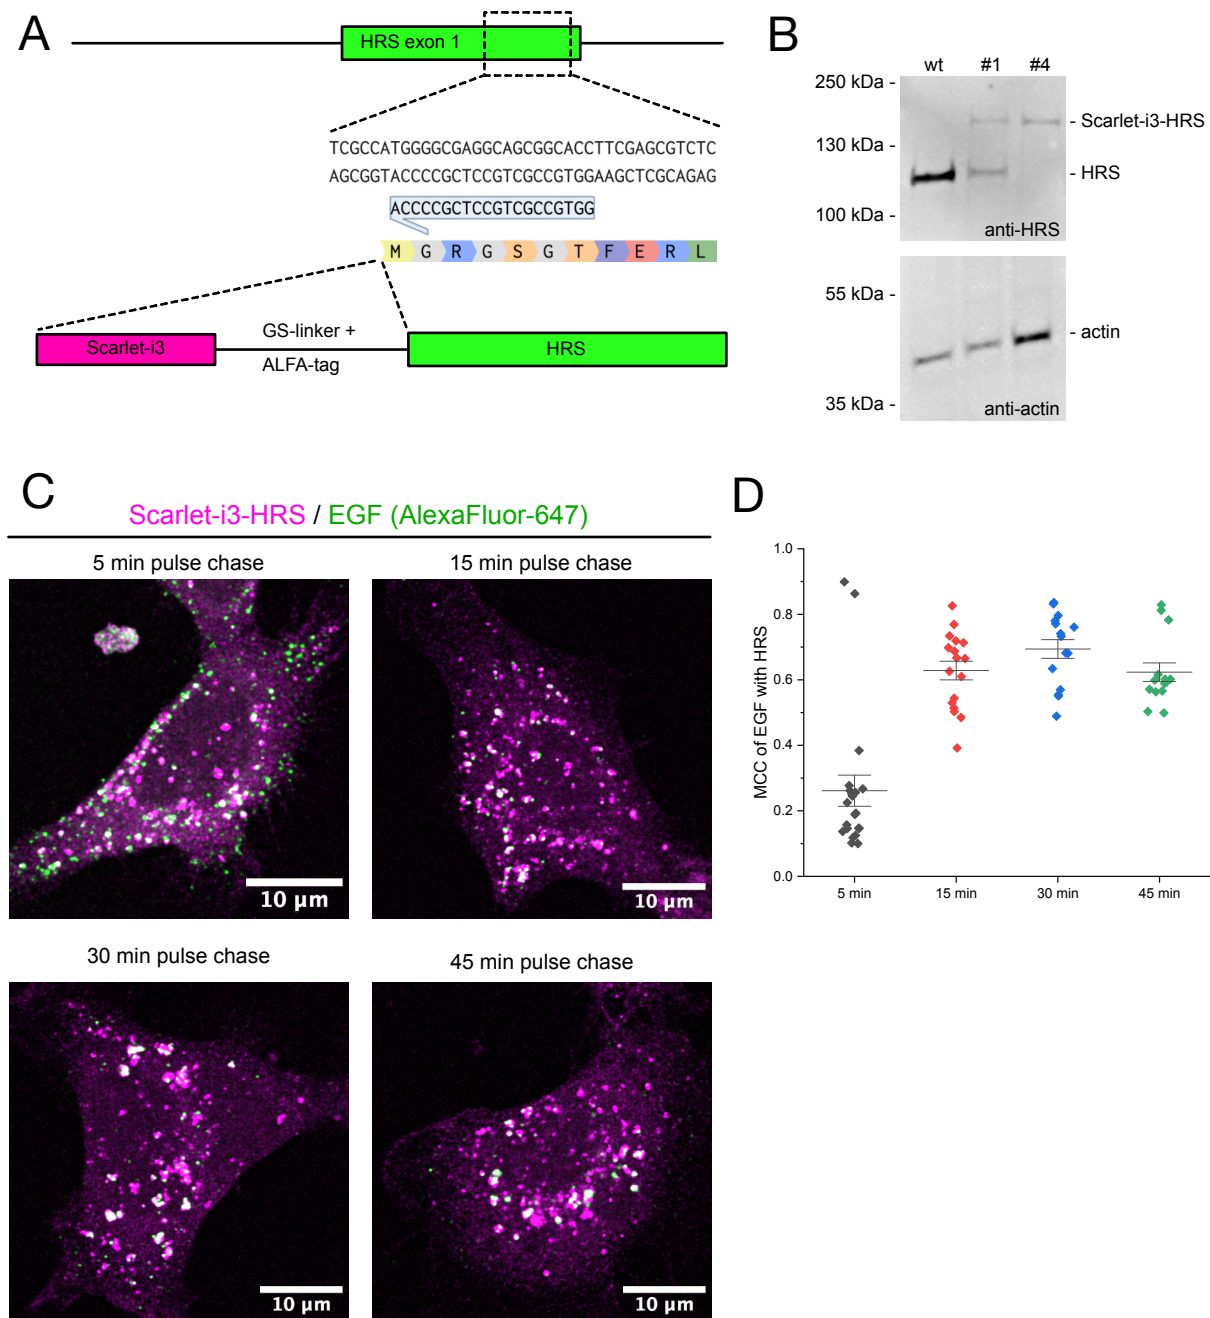 A
HRS exon 1
TCGCCATGGGGCGAGGCAGCGGCACCTTCGAGCGTCTC
AGCGGTACCCCGCTCCGTCGCCGTGGAAGCTCGCAGAG
ACCCCGCTCCGTCGCCGTGG
M G R G S G T F E R L
Scarlet-i3
GS-linker +
ALFA-tag
HRS
B
wt #1 #4
250 kDa -
130 kDa -
100 kDa -
- Scarlet-i3-HRS
- HRS
anti-HRS
55 kDa -
35 kDa -
- actin
anti-actin
C
Scarlet-i3-HRS / EGF (AlexaFluor-647)
5 min pulse chase
10 µm
15 min pulse chase
10 µm
30 min pulse chase
10 µm
45 min pulse chase
10 µm
D
MCC of EGF with HRS
1.0
0.8
0.6
0.4
0.2
0.0
5 min 15 min 30 min 45 min